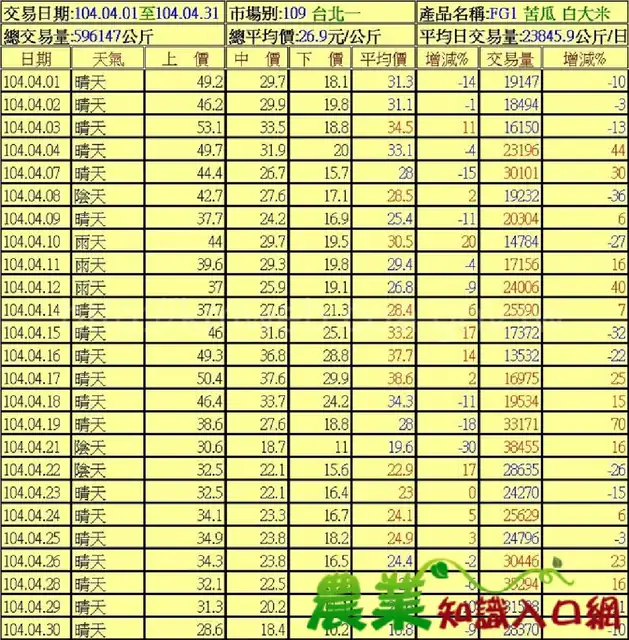 交易日期:104.04.01至104.04.31 市場別:109 台北一 產品名稱:FG1 苦瓜 白大米
總交易量:596147公斤 總平均價:26.9元/公斤 平均日交易量:23845.9公斤/日
日期 天氣 上 價 中 價 下 價 平均價 增減% 交易量 增減%
104.04.01 晴天 49.2 29.7 18.1 31.3 -14 19147 -10
104.04.02 晴天 46.2 29.9 19.8 31.1 -1 18494 -3
104.04.03 晴天 53.1 33.5 18.8 34.5 11 16150 -13
104.04.04 晴天 49.7 31.9 20 33.1 -4 23196 44
104.04.07 晴天 44.4 26.7 15.7 28 -15 30101 30
104.04.08 陰天 42.7 27.6 17.1 28.5 2 19232 -36
104.04.09 晴天 37.7 24.2 16.9 25.4 -11 20304 6
104.04.10 雨天 44 29.7 19.5 30.5 20 14784 -27
104.04.11 雨天 39.6 29.3 19.8 29.4 -4 17156 16
104.04.12 雨天 37 25.9 19.1 26.8 -9 24006 40
104.04.14 晴天 37.7 27.6 21.3 28.4 6 25590 7
104.04.15 晴天 46 31.6 25.1 33.2 17 17372 -32
104.04.16 晴天 49.3 36.8 28.8 37.7 14 13532 -22
104.04.17 晴天 50.4 37.6 29.9 38.6 2 16975 25
104.04.18 晴天 46.4 33.7 24.2 34.3 -11 19534 15
104.04.19 晴天 38.6 27.6 18.8 28 -18 33171 70
104.04.21 陰天 30.6 18.7 11 19.6 -30 38455 16
104.04.22 陰天 32.5 22.1 15.6 22.9 17 28635 -26
104.04.23 晴天 32.5 22.1 16.4 23 0 24270 -15
104.04.24 晴天 34.1 23.3 16.7 24.1 5 25629 6
104.04.25 晴天 34.9 23.8 18.2 24.9 3 24796 -3
104.04.26 晴天 34.3 23.8 16.5 24.4 -2 30446 23
104.04.28 晴天 32.1 22.5 35294 16
104.04.29 晴天 31.3 20.2
104.04.30 晴天 28.6 18.4 -9 -10
農業知識入口網